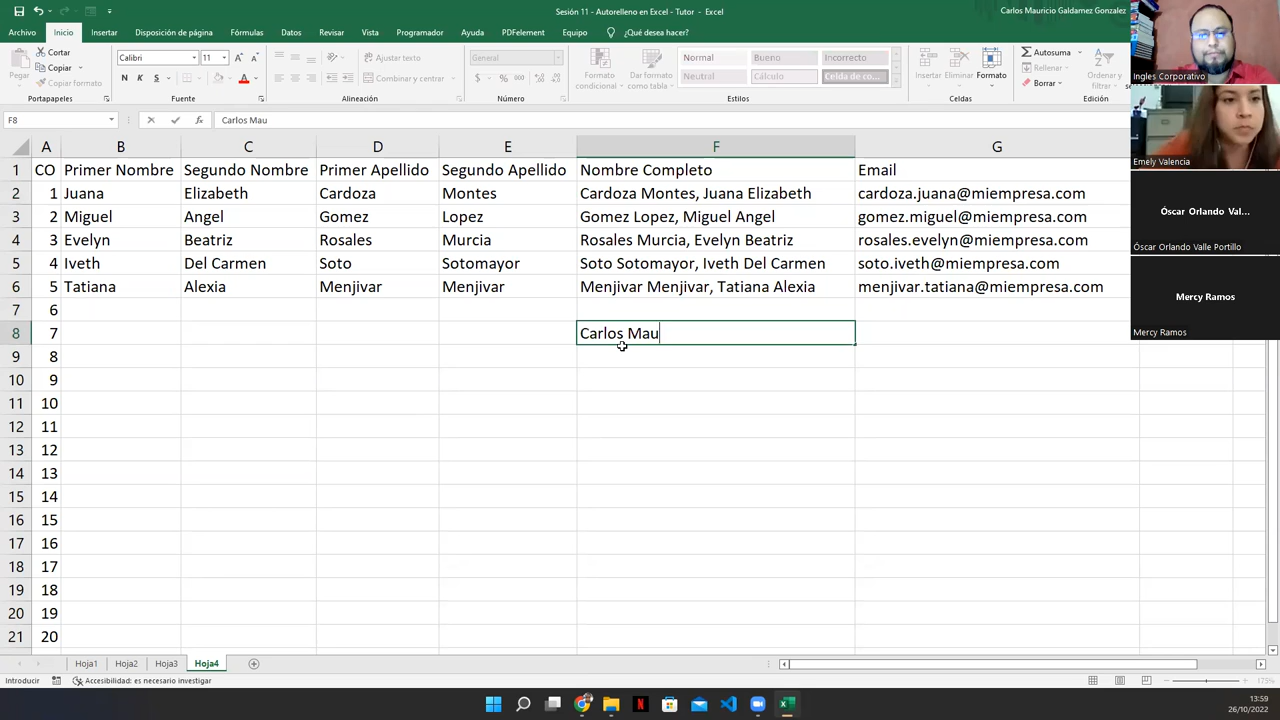 Sesión 11 - Autorelleno en Excel - Tutor - Excel
Carlos Mauricio Galdamez Gonzalez
Archivo Inicio Insertar Disposición de página Fórmulas Datos Revisar Vista Programador Ayuda PDFelement Equipo ¿Qué desea hacer?
Pegar
Cortar
Copiar
Copiar formato
Portapapeles
Calibri 11
N K S
Fuente
Ajustar texto
Combinar y centrar
Alineación
General
$ % 000
Número
Formato condicional
Dar formato como tabla
Normal Bueno Incorrecto
Neutral Cálculo Celda de co...
Estilos
Insertar Eliminar Formato
Celdas
Autosuma
Rellenar
Borrar
Ordenar y
Edición
Ingles Corporativo
Emely Valencia
Óscar Orlando Val...
Óscar Orlando Valle Portillo
Mercy Ramos
Mercy Ramos
F8 fx Carlos Mau
A B C D E F G
1 CO Primer Nombre Segundo Nombre Primer Apellido Segundo Apellido Nombre Completo Email
2 1 Juana Elizabeth Cardoza Montes Cardoza Montes, Juana Elizabeth cardoza.juana@miempresa.com
3 2 Miguel Angel Gomez Lopez Gomez Lopez, Miguel Angel gomez.miguel@miempresa.com
4 3 Evelyn Beatriz Rosales Murcia Rosales Murcia, Evelyn Beatriz rosales.evelyn@miempresa.com
5 4 Iveth Del Carmen Soto Sotomayor Soto Sotomayor, Iveth Del Carmen soto.iveth@miempresa.com
6 5 Tatiana Alexia Menjivar Menjivar Menjivar Menjivar, Tatiana Alexia menjivar.tatiana@miempresa.com
7 6
8 7 Carlos Mau
9 8
10 9
11 10
12 11
13 12
14 13
15 14
16 15
17 16
18 17
19 18
20 19
21 20
Hoja1 Hoja2 Hoja3 Hoja4
Introducir Accesibilidad: es necesario investigar
175%
13:59
26/10/2022